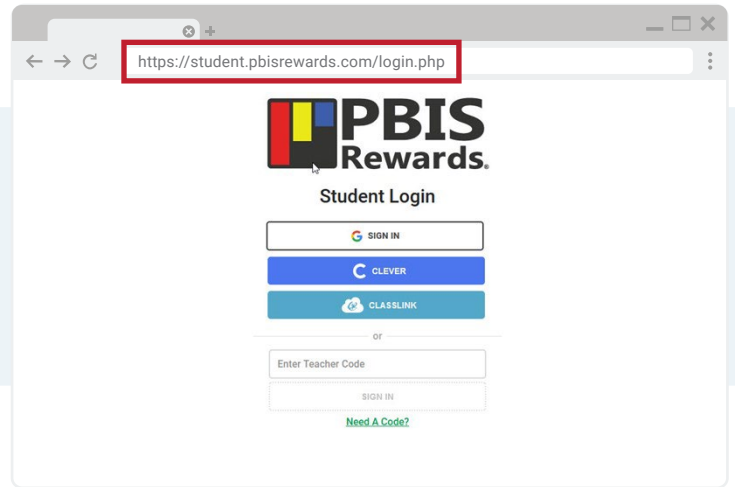 https://student.pbisrewards.com/login.php
PBIS
Rewards®
Student Login
G SIGN IN
C CLEVER
CLASSLINK
or
Enter Teacher Code
SIGN IN
Need A Code?